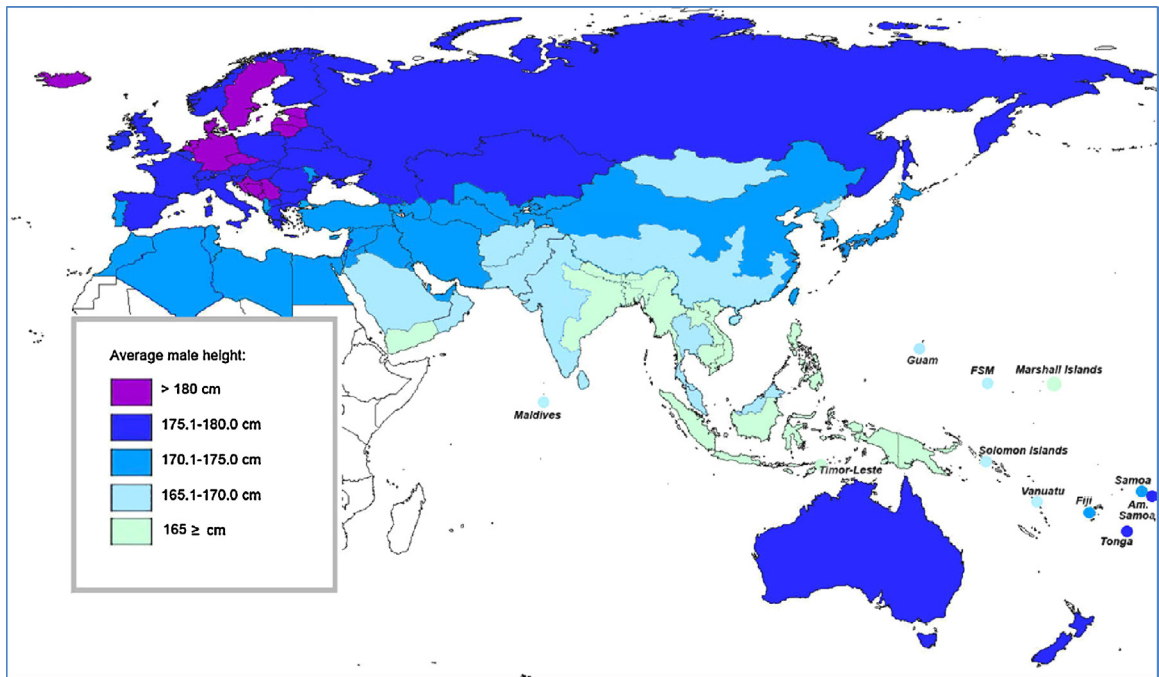 Average male height:
> 180 cm
175.1-180.0 cm
170.1-175.0 cm
165.1-170.0 cm
165 ≥ cm
Maldives
Guam
FSM
Marshall Islands
Solomon Islands
Timor-Leste
Vanuatu
Fiji
Samoa
Am.
Samoa,
Tonga